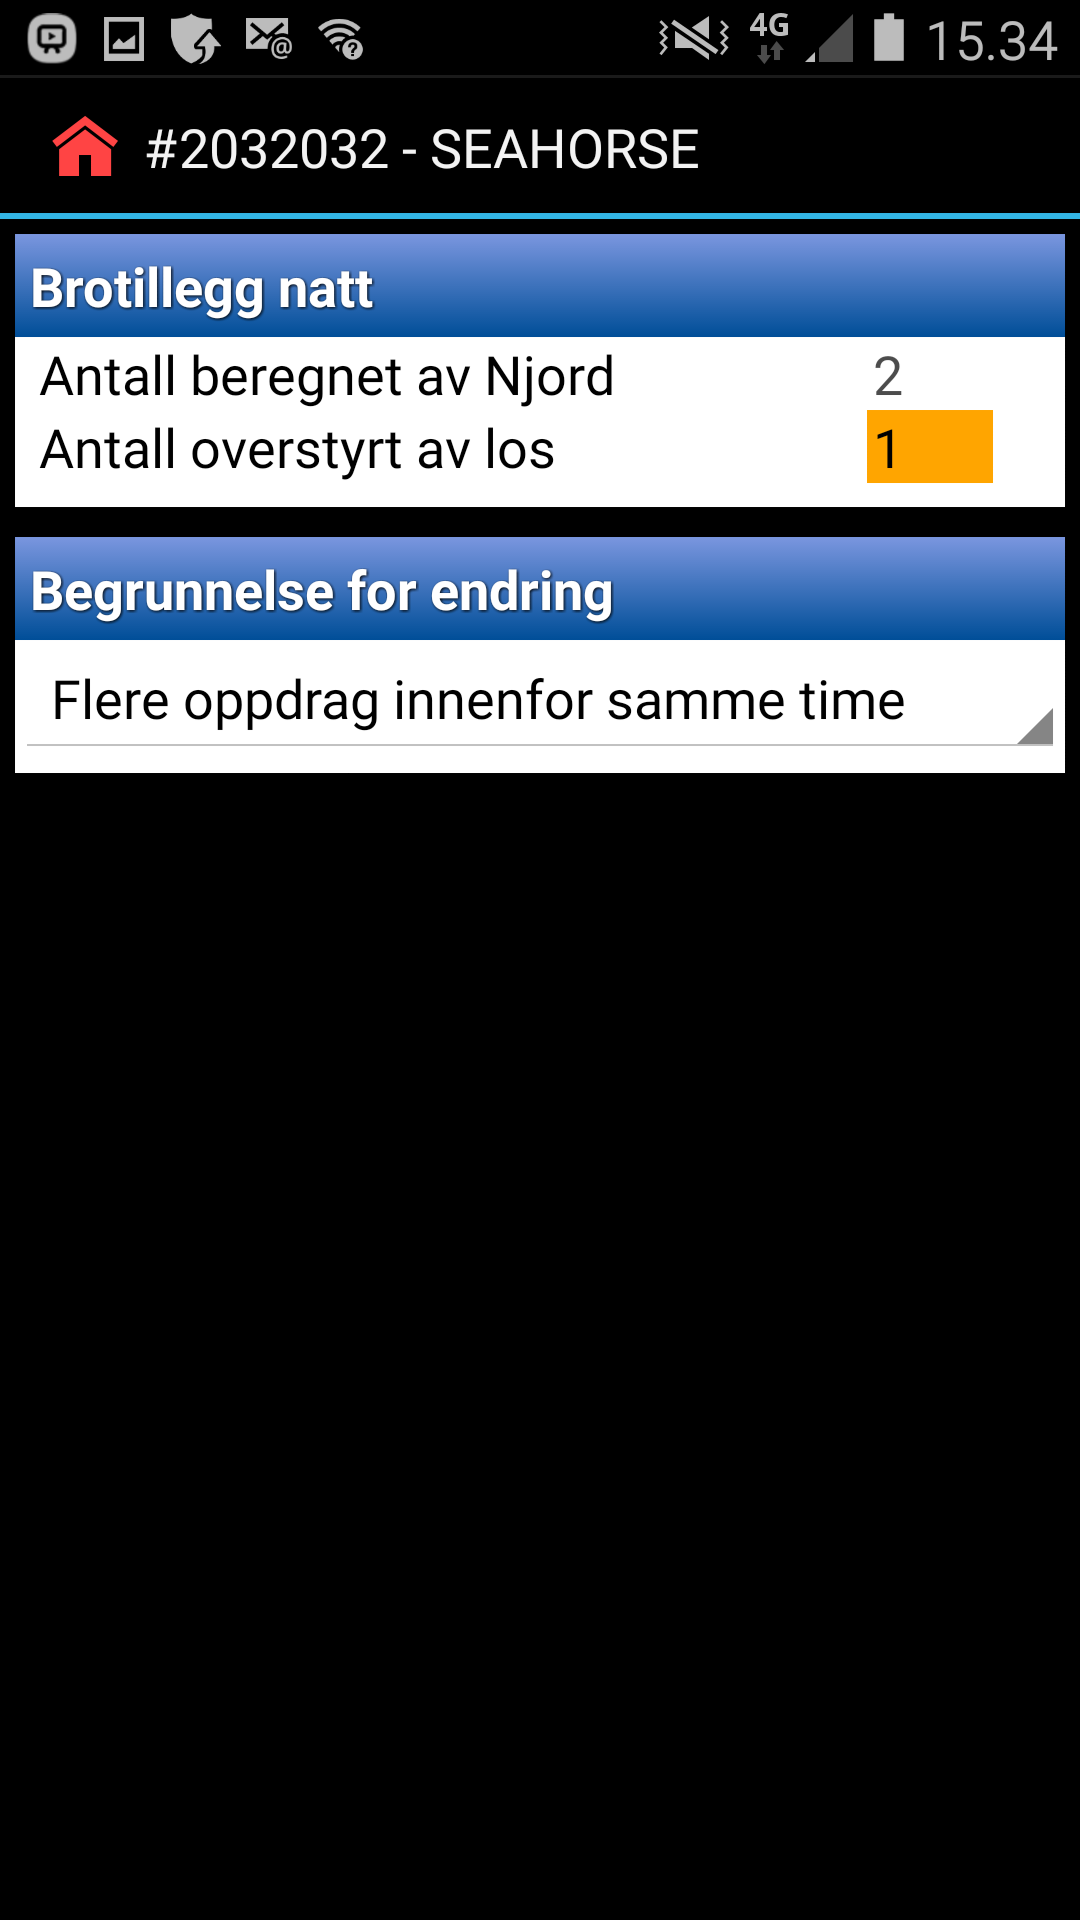 4G 15.34
#2032032 - SEAHORSE
Brotillegg natt
Antall beregnet av Njord 2
Antall overstyrt av los 1
Begrunnelse for endring
Flere oppdrag innenfor samme time